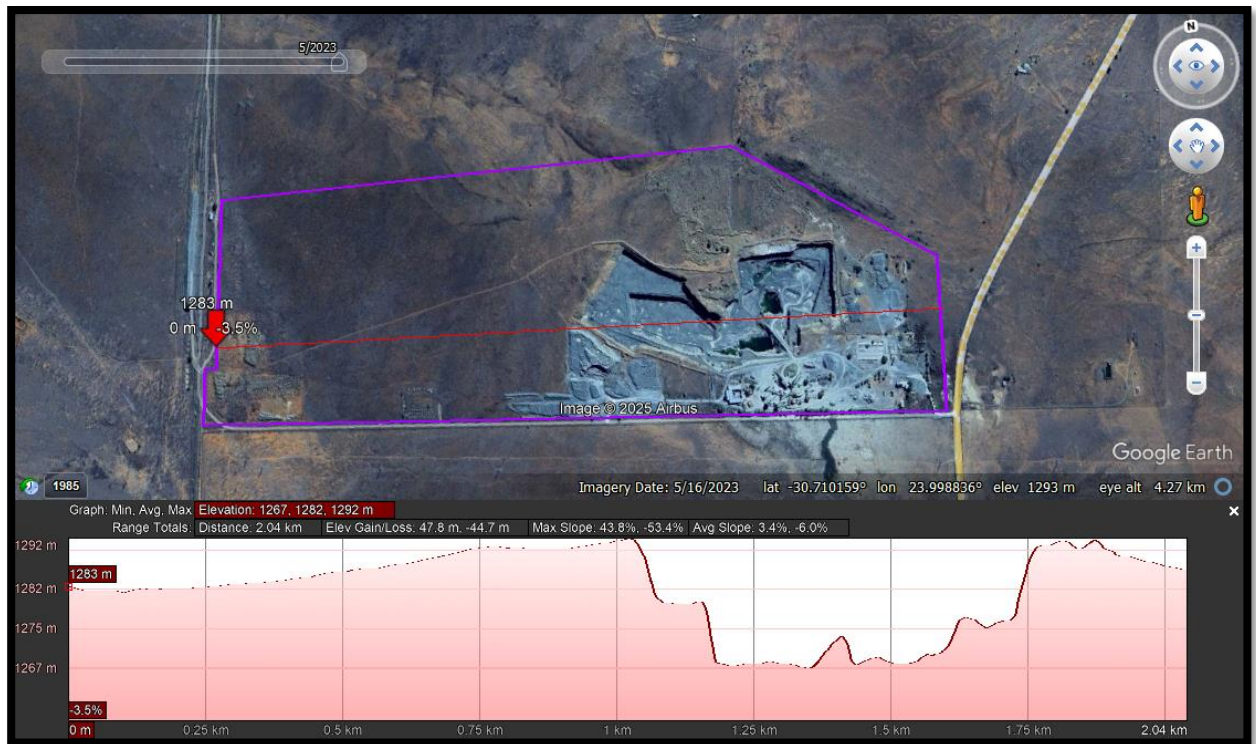 N
5/2023
1283 m
0 m -3.5%
Image © 2025 Airbus
Google Earth
1985
Imagery Date: 5/16/2023 lat -30.710159° lon 23.998836° elev 1293 m eye alt 4.27 km
Graph: Min, Avg, Max Elevation: 1267, 1282, 1292 m
Range Totals: Distance: 2.04 km Elev Gain/Loss: 47.8 m, -44.7 m Max Slope: 43.8%, -53.4% Avg Slope: 3.4%, -6.0%
1292 m
1283 m
1282 m
1275 m
1267 m
-3.5%
0 m 0.25 km 0.5 km 0.75 km 1 km 1.25 km 1.5 km 1.75 km 2.04 km